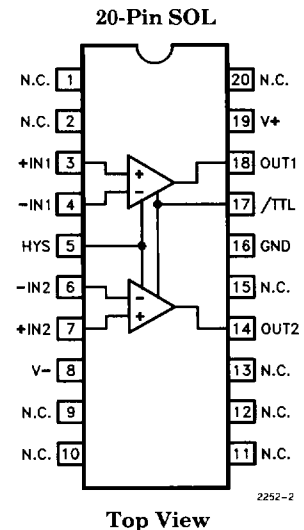 20-Pin SOL
N.C. 1 20 N.C.
N.C. 2 19 V+
+IN1 3 18 OUT1
-IN1 4 17 /TTL
HYS 5 16 GND
-IN2 6 15 N.C.
+IN2 7 14 OUT2
V- 8 13 N.C.
N.C. 9 12 N.C.
N.C. 10 11 N.C.
+
-
-
+
2252-2
Top View